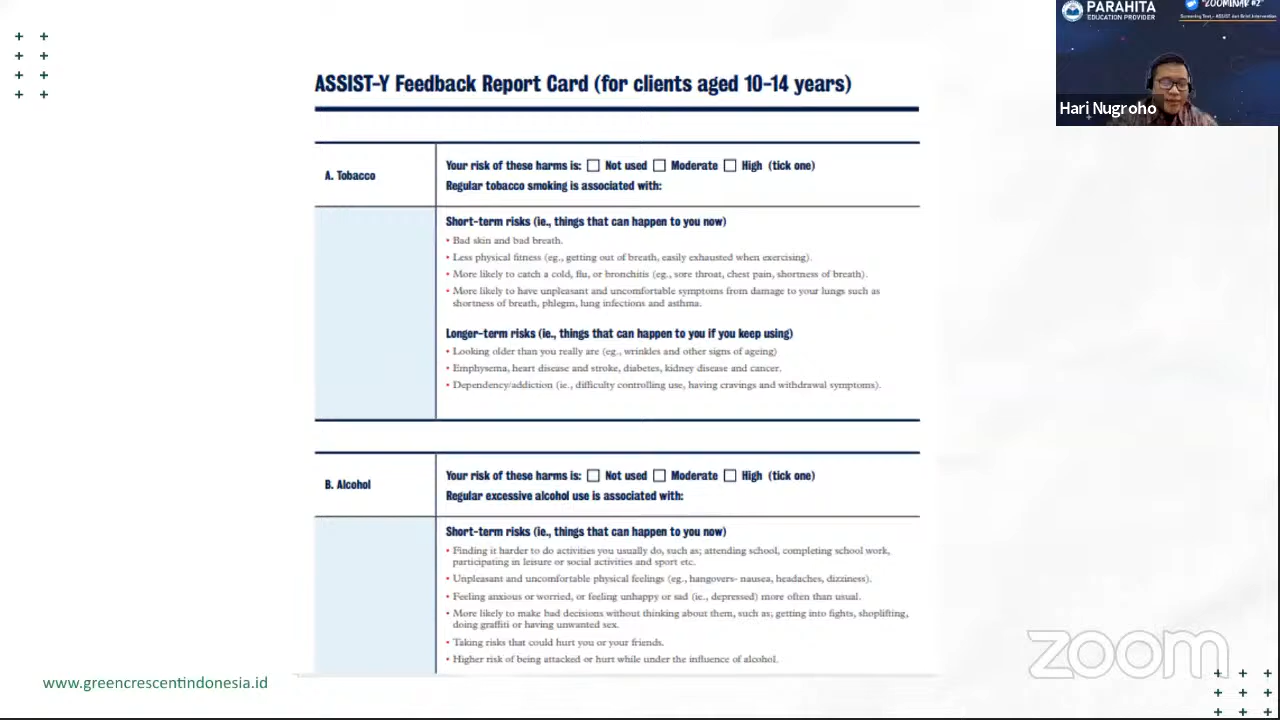 PARAHITA
EDUCATION PROVIDER
"ZOOMINAR #2"
Hari Nugroho
ASSIST-Y Feedback Report Card (for clients aged 10-14 years)
A. Tobacco
Your risk of these harms is: Not used Moderate High (tick one)
Regular tobacco smoking is associated with:
Short-term risks (ie., things that can happen to you now)
• Bad skin and bad breath.
• Less physical fitness (eg., getting out of breath, easily exhausted when exercising).
• More likely to catch a cold, flu, or bronchitis (eg., sore throat, chest pain, shortness of breath).
• More likely to have unpleasant and uncomfortable symptoms from damage to your lungs such as
shortness of breath, phlegm, lung infections and asthma.
Longer-term risks (ie., things that can happen to you if you keep using)
• Looking older than you really are (eg., wrinkles and other signs of ageing)
• Emphysema, heart disease and stroke, diabetes, kidney disease and cancer.
• Dependency/addiction (ie., difficulty controlling use, having cravings and withdrawal symptoms).
B. Alcohol
Your risk of these harms is: Not used Moderate High (tick one)
Regular excessive alcohol use is associated with:
Short-term risks (ie., things that can happen to you now)
• Finding it harder to do activities you usually do, such as; attending school, completing school work,
participating in leisure or social activities and sport etc.
• Unpleasant and uncomfortable physical feelings (eg., hangovers- nausea, headaches, dizziness).
• Feeling anxious or worried, or feeling unhappy or sad (ie., depressed) more often than usual.
• More likely to make bad decisions without thinking about them, such as; getting into fights, shoplifting,
doing graffiti or having unwanted sex.
• Taking risks that could hurt you or your friends.
• Higher risk of being attacked or hurt while under the influence of alcohol.
www.greencrescentindonesia.id
zoom